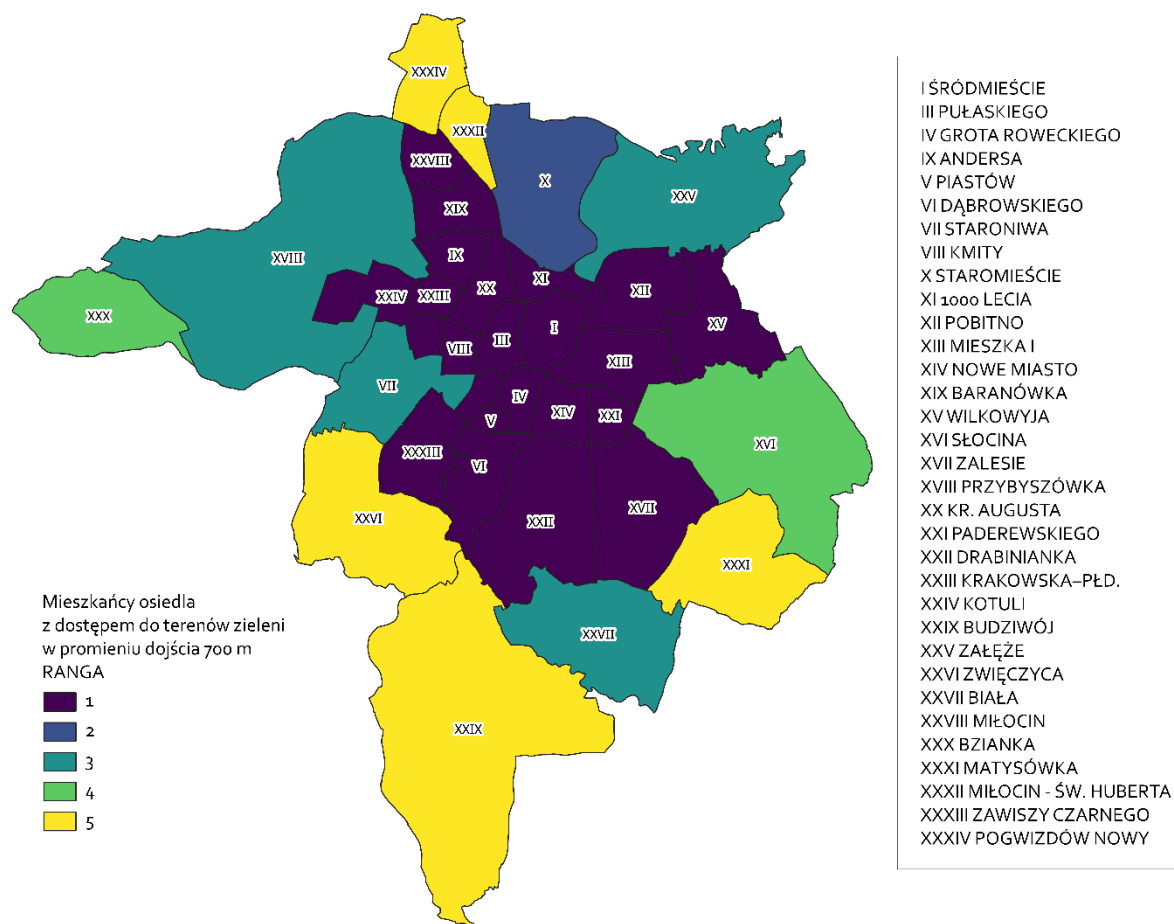 XXXIV
XXXII
XXVIII
X
XXV
XIX
IX
XVIII
XI
XX
XII
XXIV
XXIII
XXX
I
XV
III
VIII
XIII
VII
IV
XIV
XXI
V
XVI
XXXIII
VI
XXVI
XVII
XXII
XXXI
XXVII
XXIX
Mieszkańcy osiedla
z dostępem do terenów zieleni
w promieniu dojścia 700 m
RANGA
1
2
3
4
5
I ŚRÓDMIEŚCIE
III PUŁASKIEGO
IV GROTA ROWECKIEGO
IX ANDERSA
V PIASTÓW
VI DĄBROWSKIEGO
VII STARONIWA
VIII KMITY
X STAROMIEŚCIE
XI 1000 LECIA
XII POBITNO
XIII MIESZKA I
XIV NOWE MIASTO
XIX BARANÓWKA
XV WILKOWYJA
XVI SŁOCINA
XVII ZALESIE
XVIII PRZYBYSZÓWKA
XX KR. AUGUSTA
XXI PADEREWSKIEGO
XXII DRABINIANKA
XXIII KRAKOWSKA–PŁD.
XXIV KOTULI
XXIX BUDZIWÓJ
XXV ZAŁĘŻE
XXVI ZWIĘCZYCA
XXVII BIAŁA
XXVIII MIŁOCIN
XXX BZIANKA
XXXI MATYSÓWKA
XXXII MIŁOCIN - ŚW. HUBERTA
XXXIII ZAWISZY CZARNEGO
XXXIV POGWIZDÓW NOWY